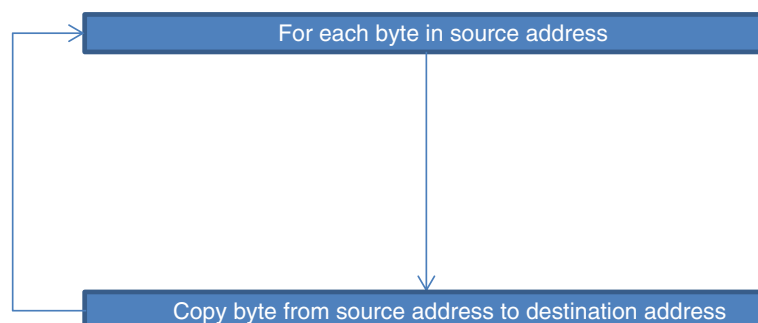 For each byte in source address
Copy byte from source address to destination address